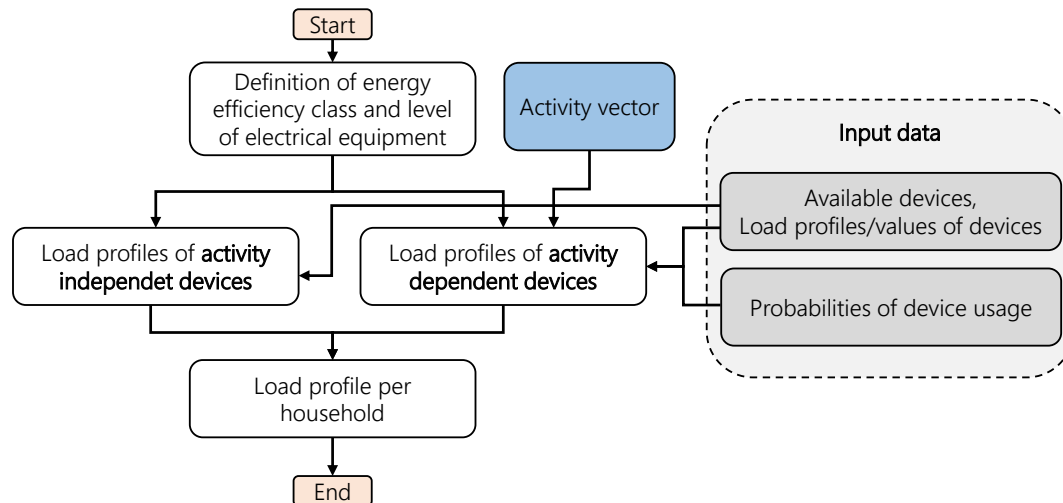 Start
Definition of energy
efficiency class and level
of electrical equipment
Activity vector
Input data
Available devices,
Load profiles/values of devices
Load profiles of activity
independet devices
Load profiles of activity
dependent devices
Probabilities of device usage
Load profile per
household
End